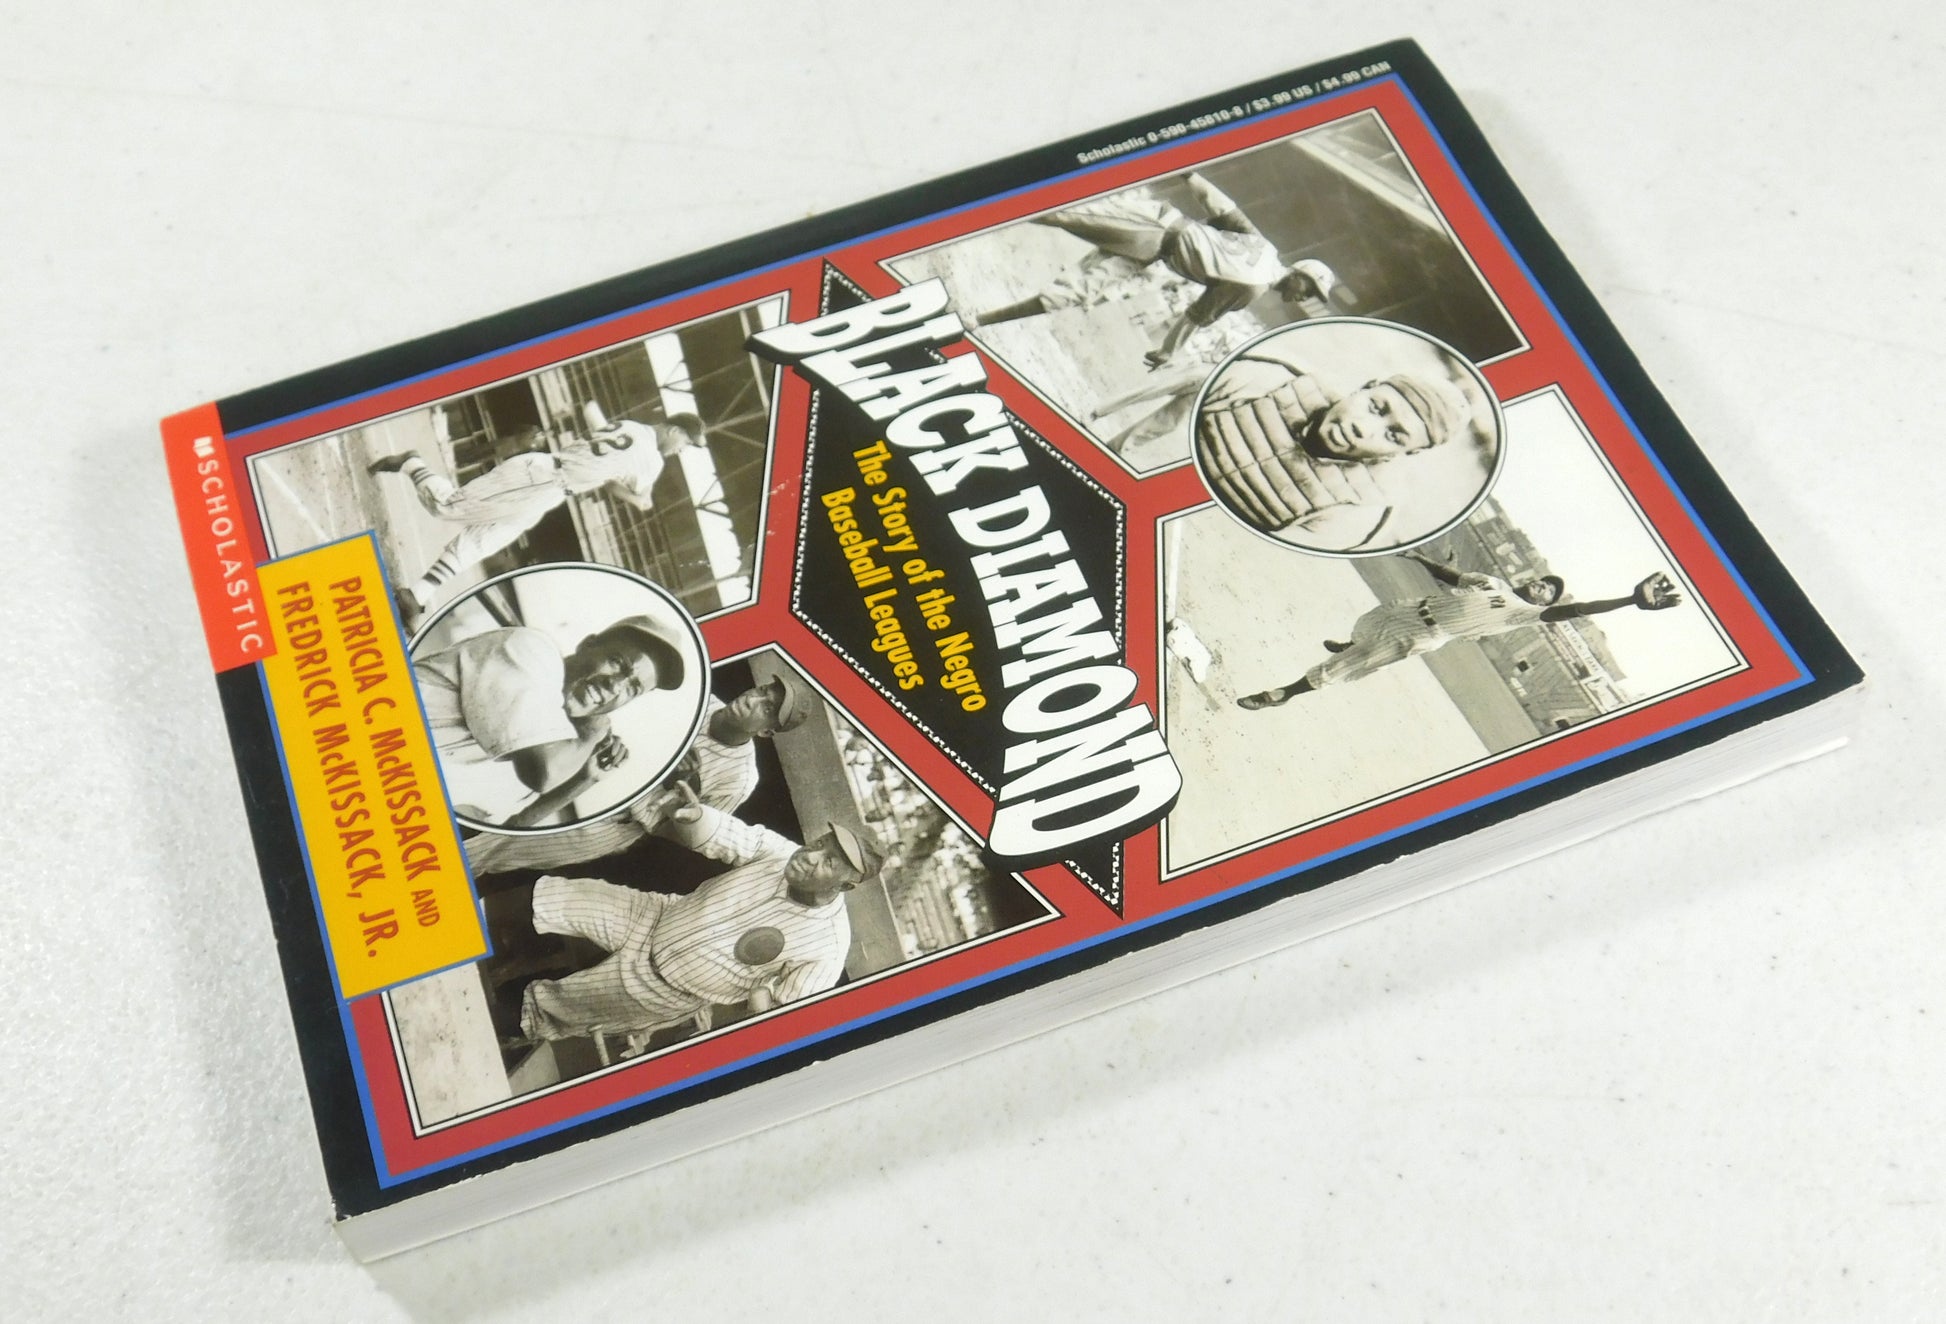 Scholastic 0-590-45810-8 / $3.99 US / $4.99 CAN
BLACK DIAMOND
The Story of the Negro
Baseball Leagues
PATRICIA C. McKISSACK AND
FREDRICK McKISSACK, JR.
SCHOLASTIC